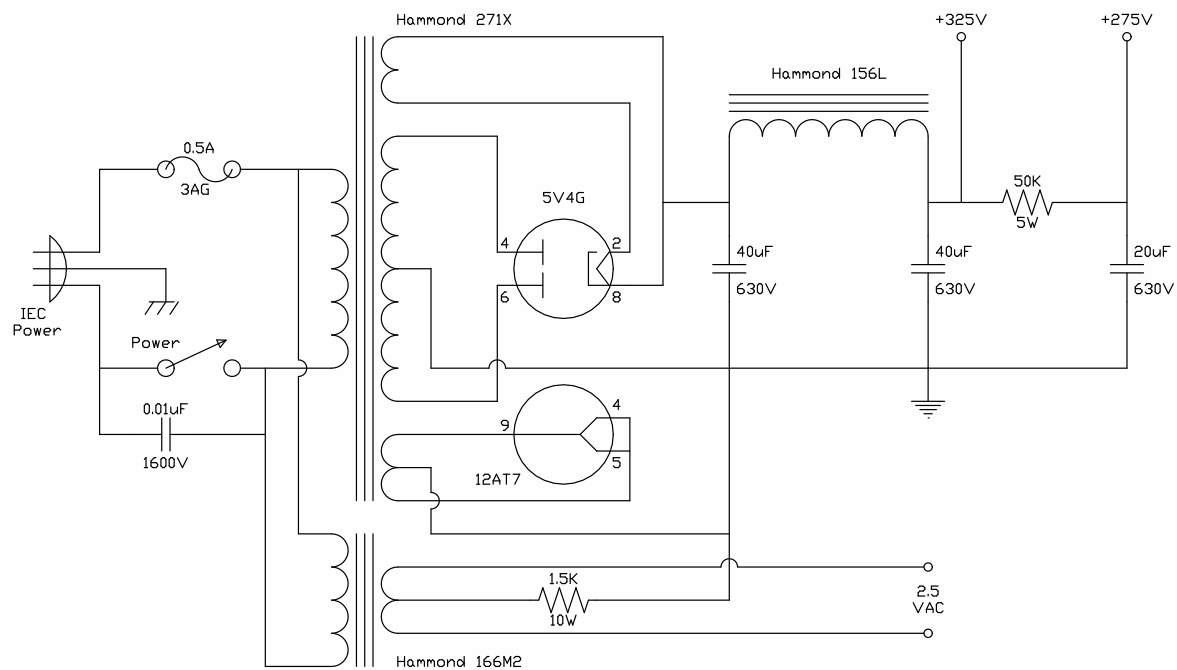 Hammond 271X
+325V
+275V
Hammond 156L
0.5A
3AG
50K
5W
5V4G
4
2
6
8
40uF
630V
40uF
630V
20uF
630V
IEC
Power
Power
0.01uF
1600V
9
4
5
12AT7
1.5K
10W
2.5
VAC
Hammond 166M2